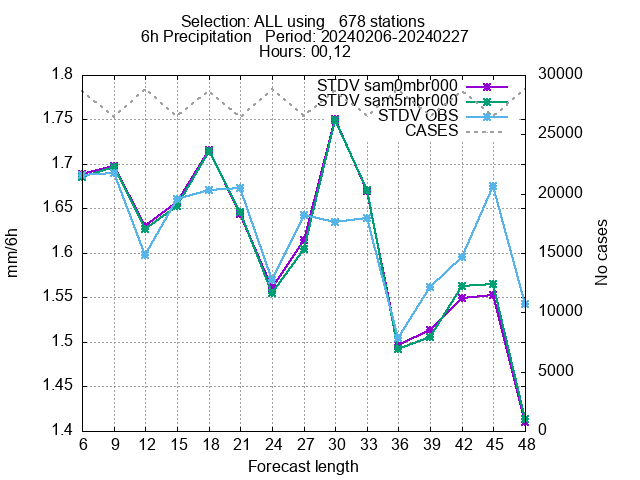 Selection: ALL using   678 stations
6h Precipitation   Period: 20240206-20240227
Hours: 00,12
STDV sam0mbr000
STDV sam5mbr000
STDV OBS
CASES
1.8
1.75
1.7
1.65
1.6
1.55
1.5
1.45
1.4
30000
25000
20000
15000
10000
5000
0
mm/6h
No cases
6 9 12 15 18 21 24 27 30 33 36 39 42 45 48
Forecast length